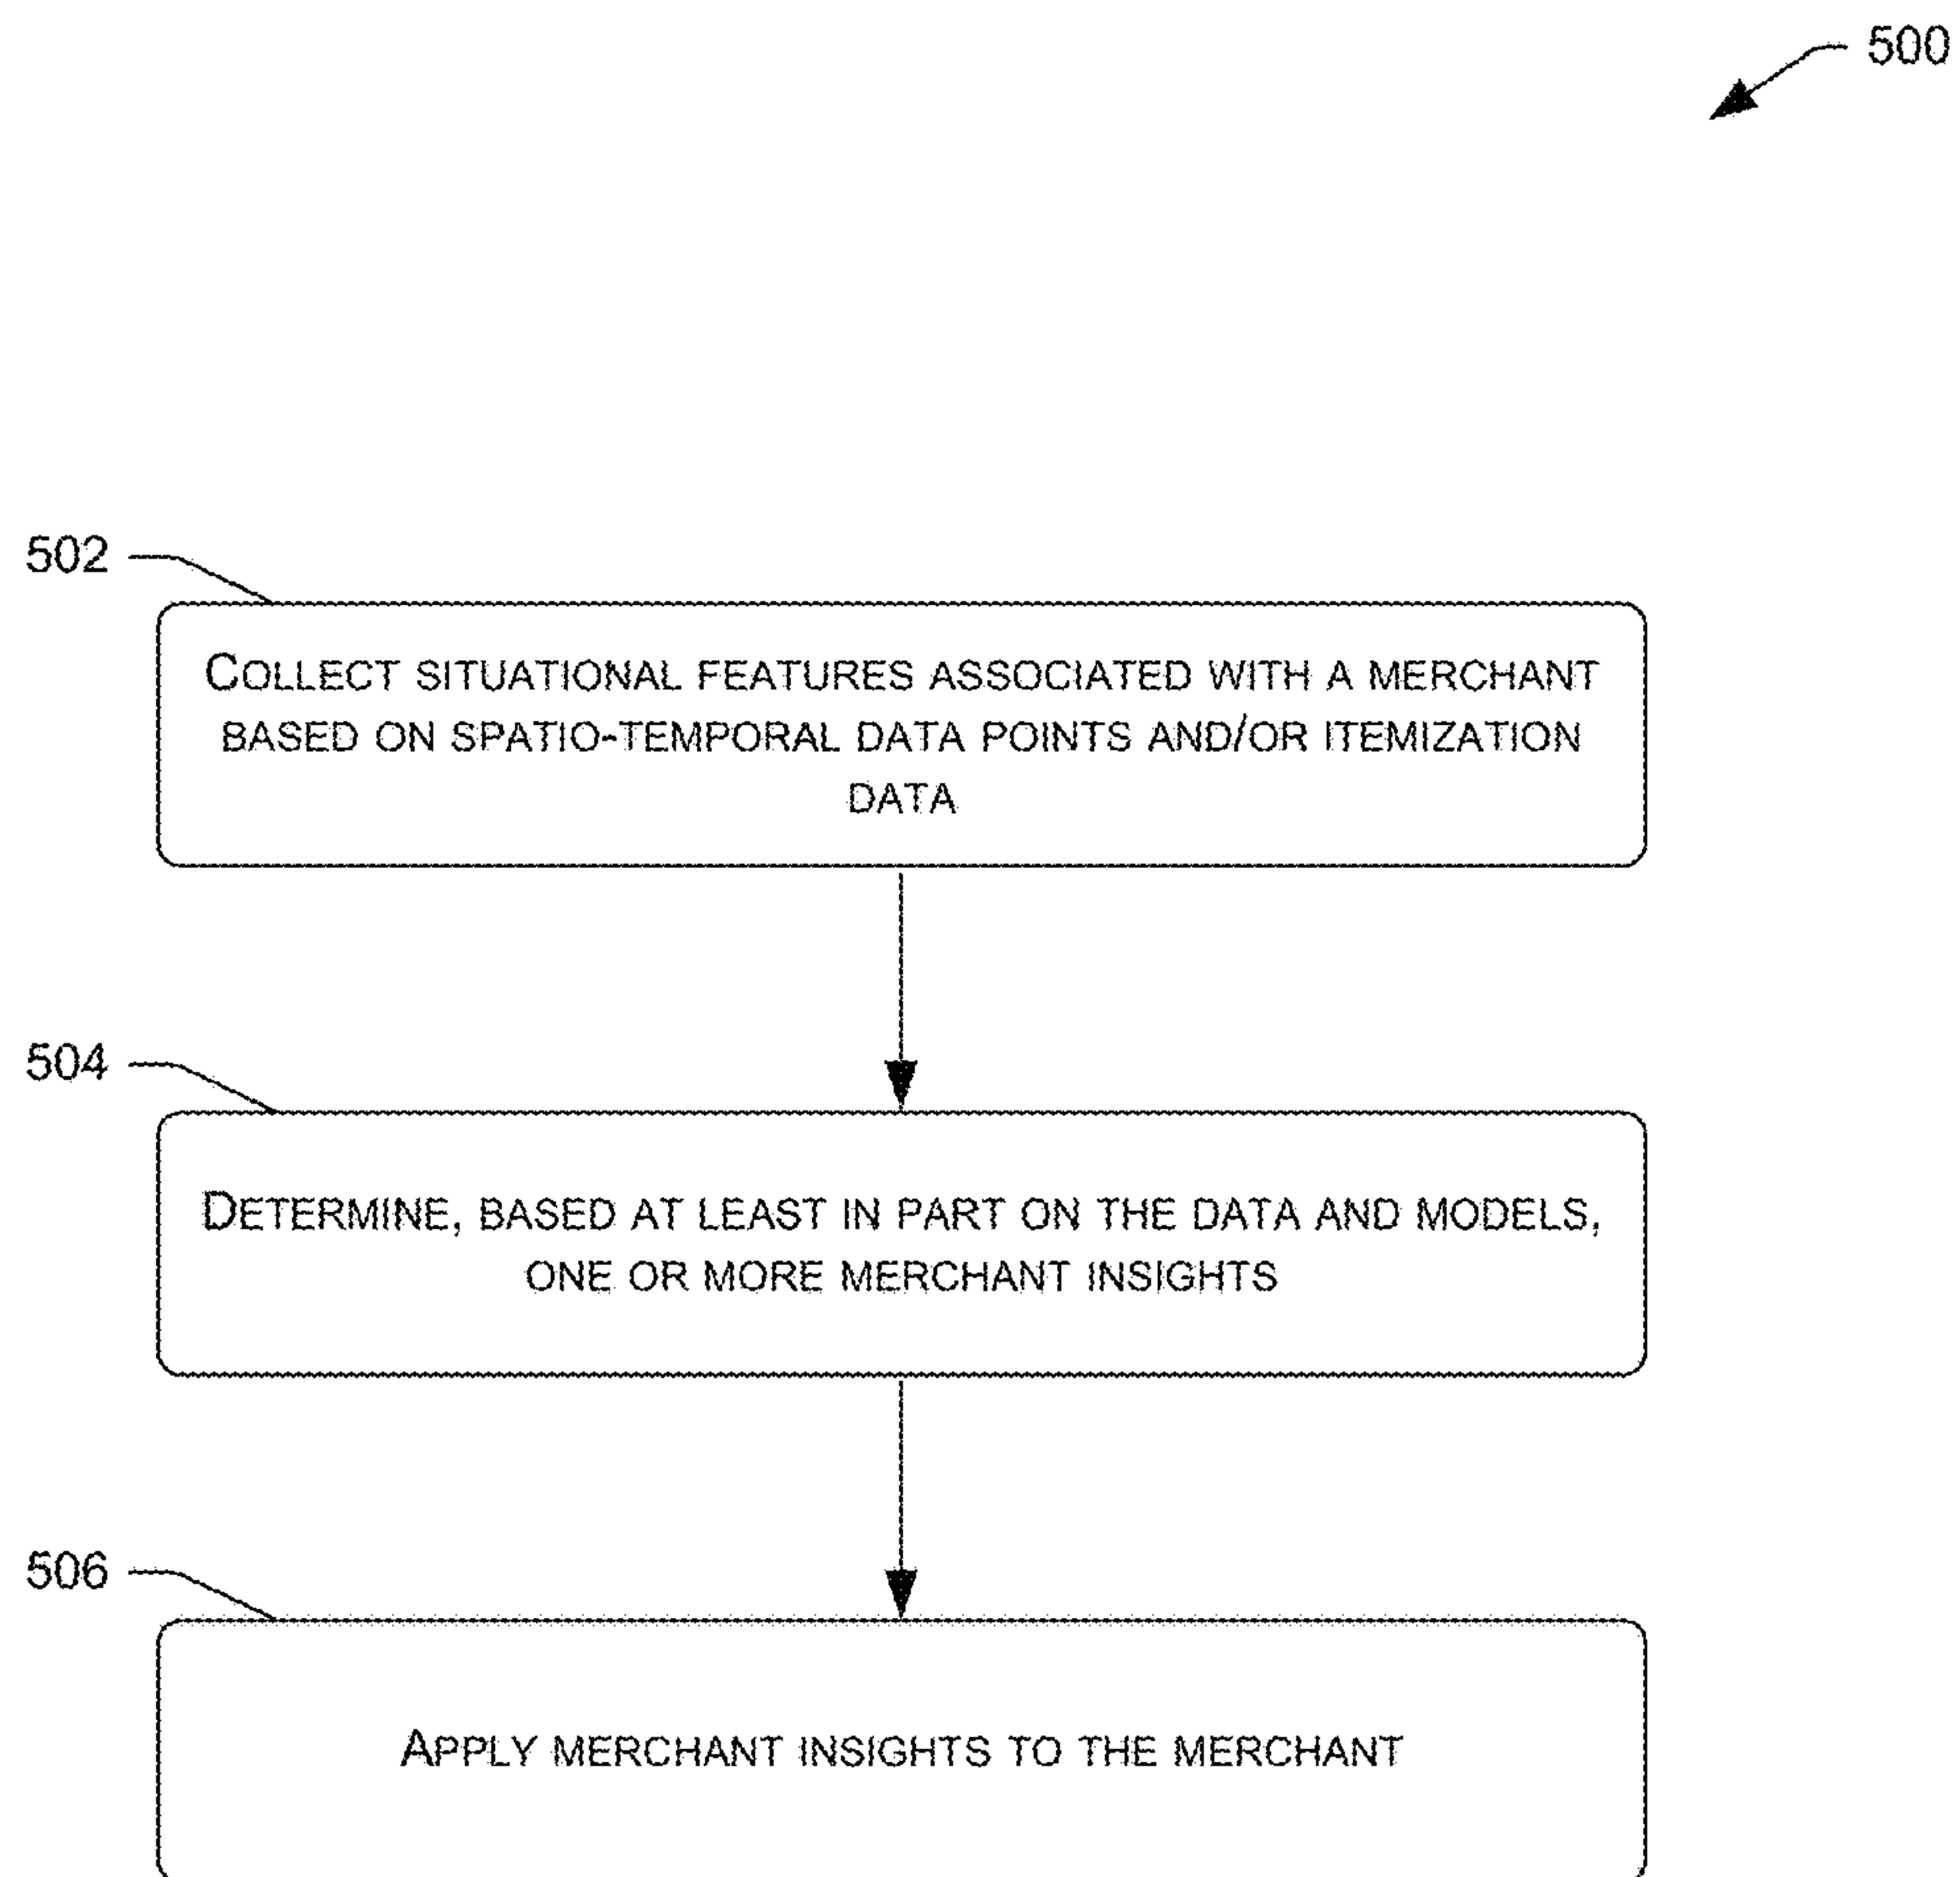 500
502
COLLECT SITUATIONAL FEATURES ASSOCIATED WITH A MERCHANT
BASED ON SPATIO-TEMPORAL DATA POINTS AND/OR ITEMIZATION
DATA
504
DETERMINE, BASED AT LEAST IN PART ON THE DATA AND MODELS,
ONE OR MORE MERCHANT INSIGHTS
506
APPLY MERCHANT INSIGHTS TO THE MERCHANT